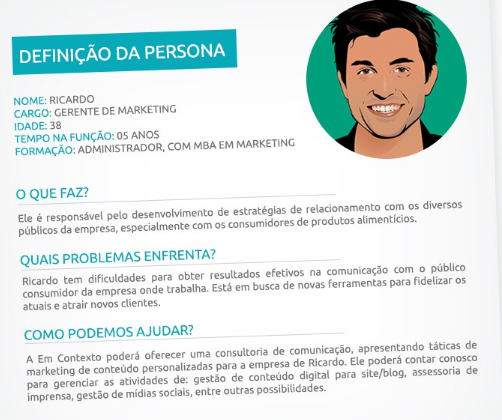 DEFINIÇÃO DA PERSONA
NOME: RICARDO
CARGO: GERENTE DE MARKETING
IDADE: 38
TEMPO NA FUNÇÃO: 05 ANOS
FORMAÇÃO: ADMINISTRADOR, COM MBA EM MARKETING
O QUE FAZ?
Ele é responsável pelo desenvolvimento de estratégias de relacionamento com os diversos
públicos da empresa, especialmente com os consumidores de produtos alimentícios.
QUAIS PROBLEMAS ENFRENTA?
Ricardo tem dificuldades para obter resultados efetivos na comunicação com o público
consumidor da empresa onde trabalha. Está em busca de novas ferramentas para fidelizar os
atuais e atrair novos clientes.
COMO PODEMOS AJUDAR?
A Em Contexto poderá oferecer uma consultoria de comunicação, apresentando táticas de
marketing de conteúdo personalizadas para a empresa de Ricardo. Ele poderá contar conosco
para gerenciar as atividades de: gestão de conteúdo digital para site/blog, assessoria de
imprensa, gestão de mídias sociais, entre outras possibilidades.